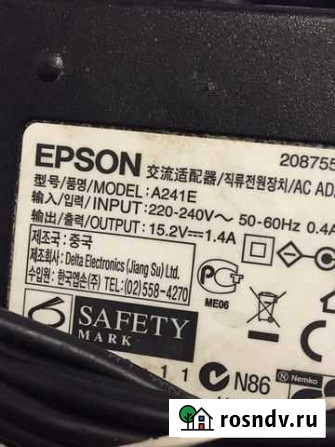 EPSON 交流适配器/직류전원장치/AC AD
208755
型号/품명/MODEL: A241E
输入/입력/INPUT: 220-240V～ 50-60Hz 0.4A
输出/출력/OUTPUT: 15.2V⎓1.4A
제조국: 중국
제조회사: Delta Electronics (Jiang Su) Ltd.
수입원: 한국엡손(주) TEL:(02)558-4270
ME06
SAFETY
MARK
1 1
N86
Nemko
rosndv.ru